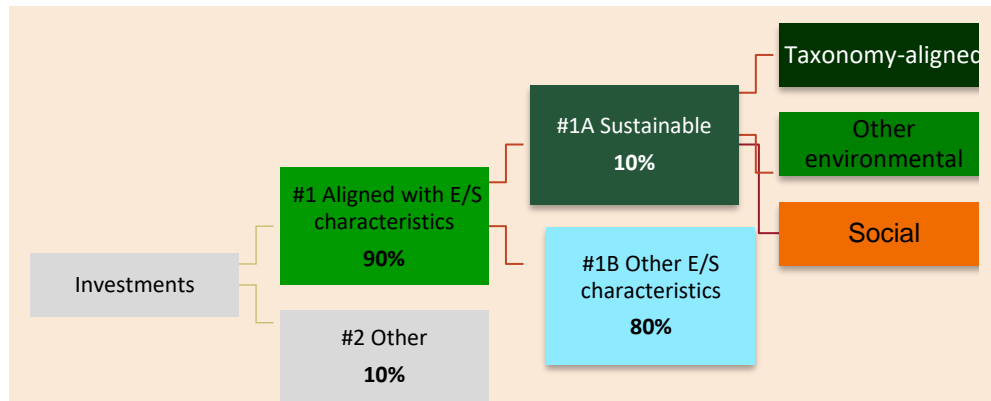 Investments
#1 Aligned with E/S
characteristics
90%
#2 Other
10%
#1A Sustainable
10%
#1B Other E/S
characteristics
80%
Taxonomy-aligned
Other
environmental
Social